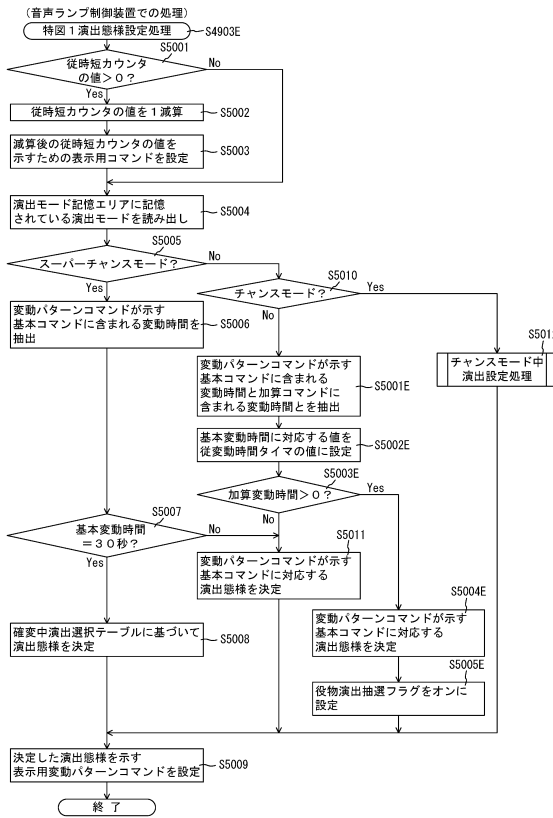 (音声ランプ制御装置での処理)
特図1演出態様設定処理
S4903E
S5001
従時短カウンタ
の値>0?
No
Yes
従時短カウンタの値を1減算
S5002
減算後の従時短カウンタの値を
示すための表示用コマンドを設定
S5003
演出モード記憶エリアに記憶
されている演出モードを読み出し
S5004
S5005
スーパーチャンスモード?
No
Yes
S5010
チャンスモード?
Yes
No
変動パターンコマンドが示す
基本コマンドに含まれる変動時間を
抽出
S5006
チャンスモード中
演出設定処理
変動パターンコマンドが示す
基本コマンドに含まれる
変動時間と加算コマンドに
含まれる変動時間とを抽出
S5001E
基本変動時間に対応する値を
従変動時間タイマの値に設定
S5002E
S5003E
加算変動時間>0?
Yes
No
S5007
基本変動時間
=30秒?
No
Yes
S5011
変動パターンコマンドが示す
基本コマンドに対応する
演出態様を決定
S5004E
変動パターンコマンドが示す
基本コマンドに対応する
演出態様を決定
確変中演出選択テーブルに基づいて
演出態様を決定
S5008
S5005E
役物演出抽選フラグをオンに
設定
決定した演出態様を示す
表示用変動パターンコマンドを設定
S5009
終了